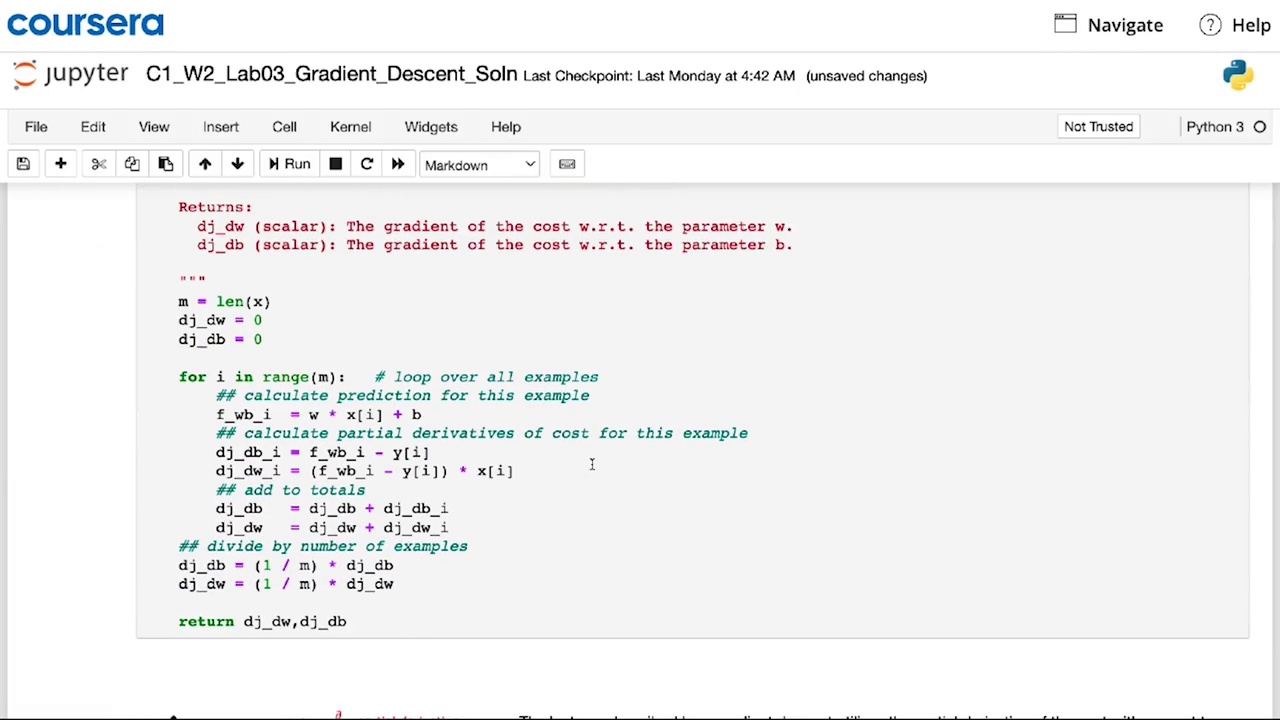 coursera
Navigate
Help
jupyter C1_W2_Lab03_Gradient_Descent_Soln Last Checkpoint: Last Monday at 4:42 AM (unsaved changes)
File Edit View Insert Cell Kernel Widgets Help Not Trusted Python 3
Run Markdown
Returns:
dj_dw (scalar): The gradient of the cost w.r.t. the parameter w.
dj_db (scalar): The gradient of the cost w.r.t. the parameter b.
"""
m = len(x)
dj_dw = 0
dj_db = 0
for i in range(m):   # loop over all examples
## calculate prediction for this example
f_wb_i  = w * x[i] + b
## calculate partial derivatives of cost for this example
dj_db_i = f_wb_i - y[i]
dj_dw_i = (f_wb_i - y[i]) * x[i]
## add to totals
dj_db   = dj_db + dj_db_i
dj_dw   = dj_dw + dj_dw_i
## divide by number of examples
dj_db = (1 / m) * dj_db
dj_dw = (1 / m) * dj_dw
return dj_dw,dj_db